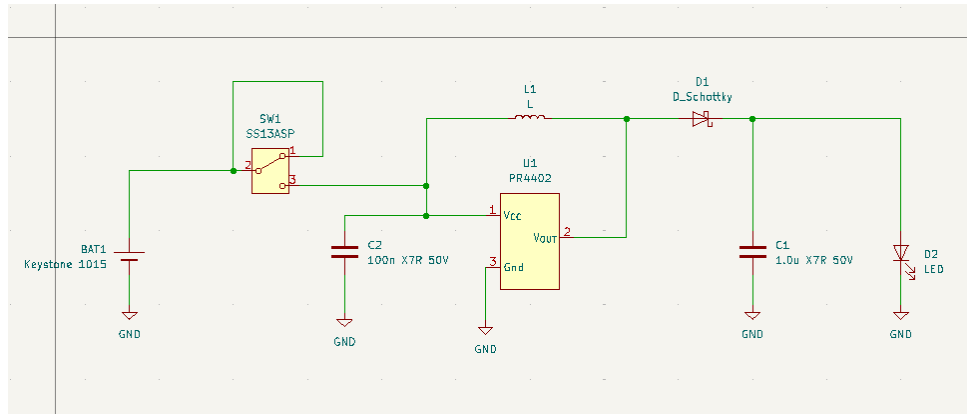 D1
D_Schottky
L1
L
SW1
SS13ASP
1
2
3
U1
PR4402
1
VCC
VOUT
2
3
Gnd
BAT1
Keystone 1015
C2
100n X7R 50V
C1
1.0u X7R 50V
D2
LED
GND
GND
GND
GND
GND